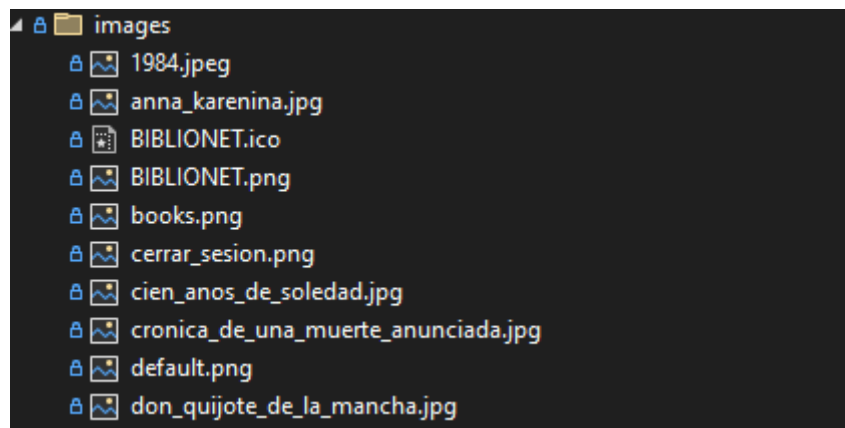 images
1984.jpeg
anna_karenina.jpg
BIBLIONET.ico
BIBLIONET.png
books.png
cerrar_sesion.png
cien_anos_de_soledad.jpg
cronica_de_una_muerte_anunciada.jpg
default.png
don_quijote_de_la_mancha.jpg